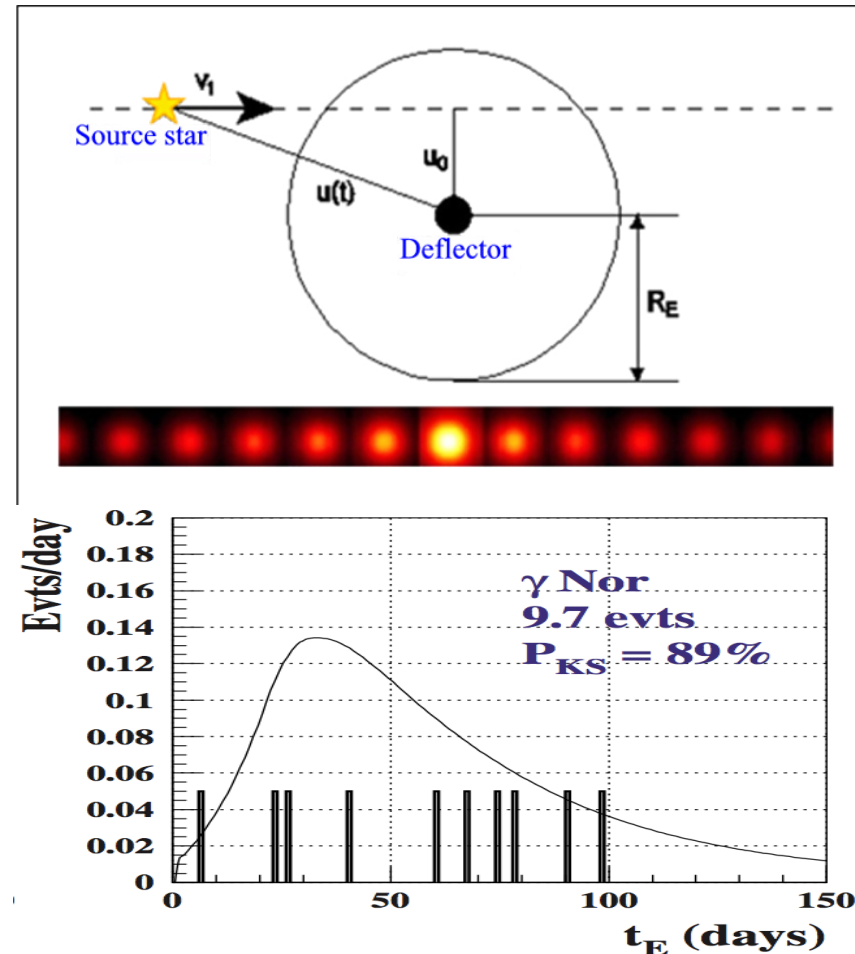 v1
Source star
u0
u(t)
Deflector
RE
Evts/day
0.2
0.18
0.16
0.14
0.12
0.1
0.08
0.06
0.04
0.02
0
γ Nor
9.7 evts
PKS = 89%
0 50 100 150
tE (days)